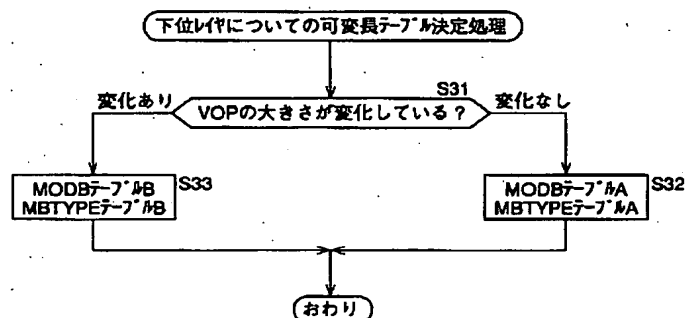 下位レイヤについての可変長テーブル決定処理
S31
変化あり
VOPの大きさが変化している？
変化なし
MODBテーブルB
MBTYPEテーブルB
S33
MODBテーブルA
MBTYPEテーブルA
S32
おわり